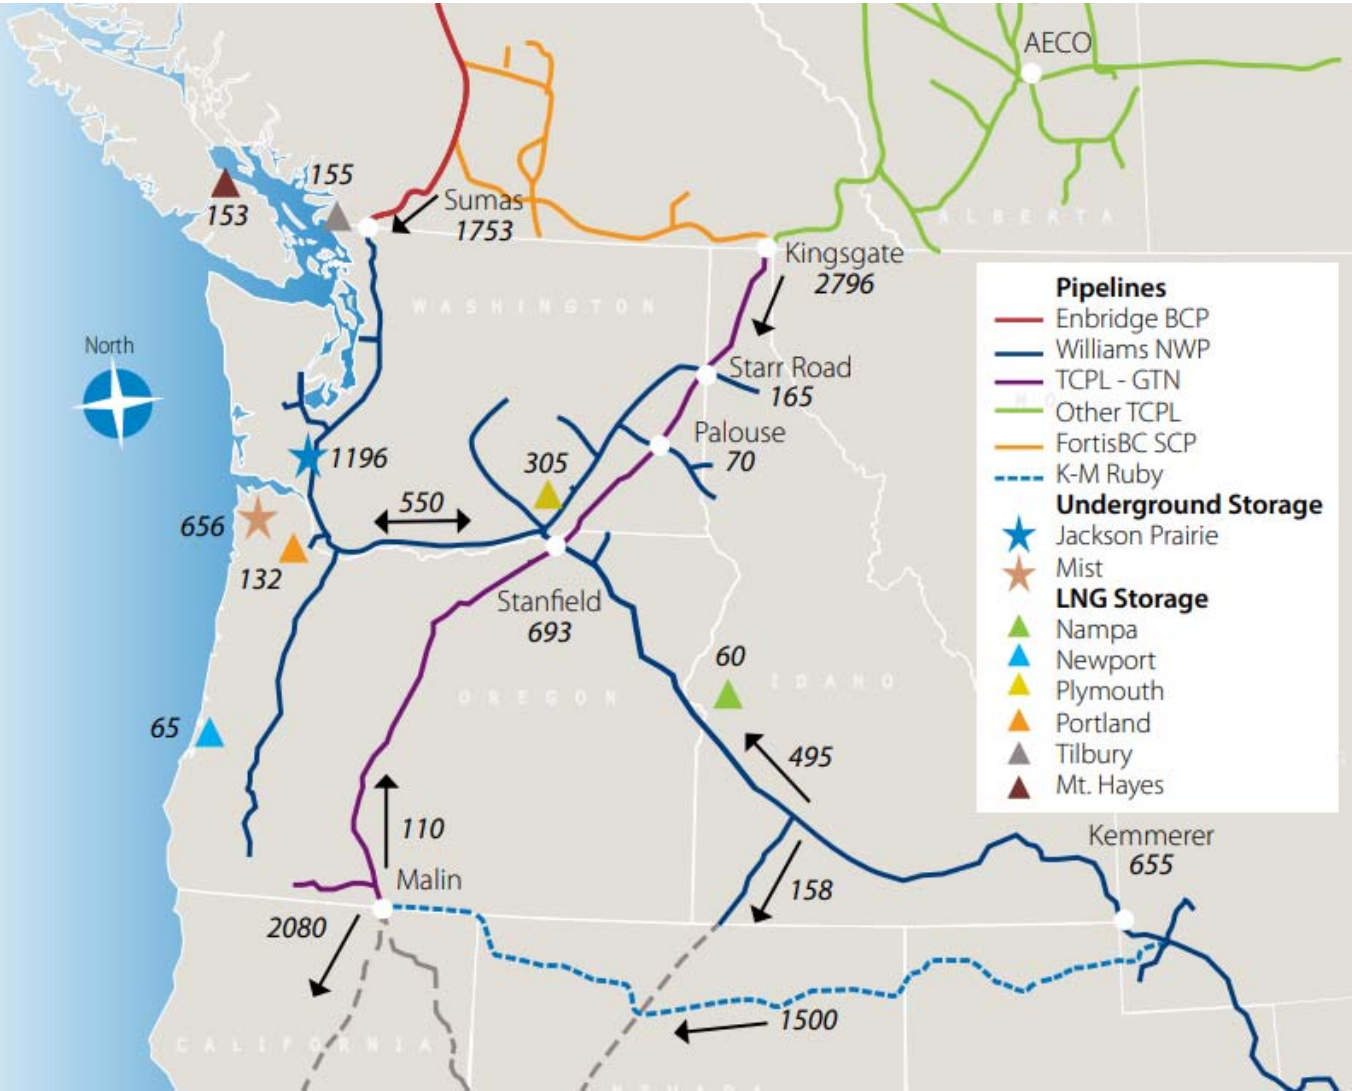 AECO
155
153
Sumas
1753
ALBERTA
Kingsgate
2796
WASHINGTON
North
Starr Road
165
Palouse
70
1196
305
550
656
132
Stanfield
693
60
IDAHO
OREGON
65
495
110
Kemmerer
655
Malin
158
2080
1500
CALIFORNIA
NEVADA
Pipelines
Enbridge BCP
Williams NWP
TCPL - GTN
Other TCPL
FortisBC SCP
K-M Ruby
Underground Storage
Jackson Prairie
Mist
LNG Storage
Nampa
Newport
Plymouth
Portland
Tilbury
Mt. Hayes